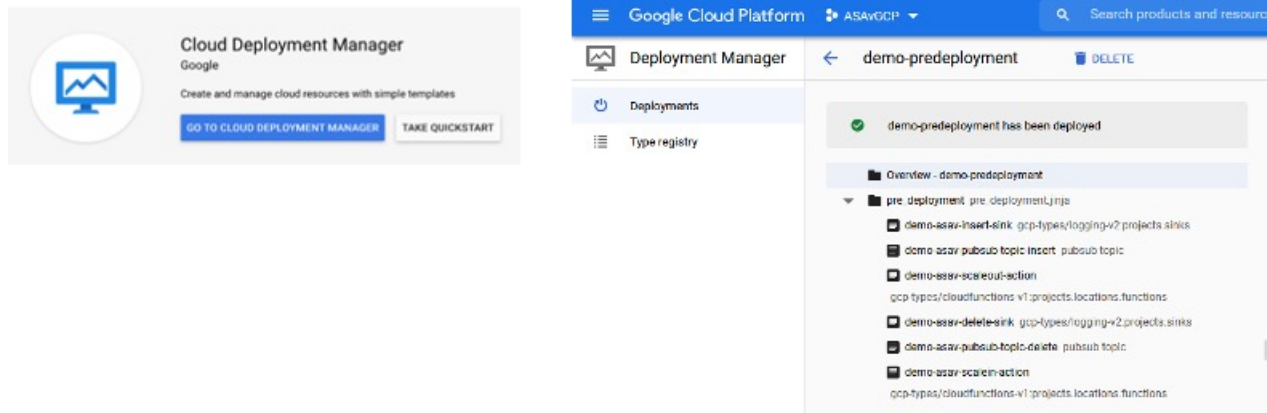 Cloud Deployment Manager
Google
Create and manage cloud resources with simple templates
GO TO CLOUD DEPLOYMENT MANAGER TAKE QUICKSTART
Google Cloud Platform ASAvGCP Search products and resourc
Deployment Manager demo-predeployment DELETE
Deployments
Type registry
demo-predeployment has been deployed
Overview - demo-predeployment
pre_deployment pre_deployment.jinja
demo-asav-insert-sink gcp-types/logging-v2:projects.sinks
demo-asav-pubsub-topic-insert pubsub topic
demo-asav-scaleout-action
gcp-types/cloudfunctions-v1:projects.locations.functions
demo-asav-delete-sink gcp-types/logging-v2:projects.sinks
demo-asav-pubsub-topic-delete pubsub topic
demo-asav-scalein-action
gcp-types/cloudfunctions-v1:projects.locations.functions